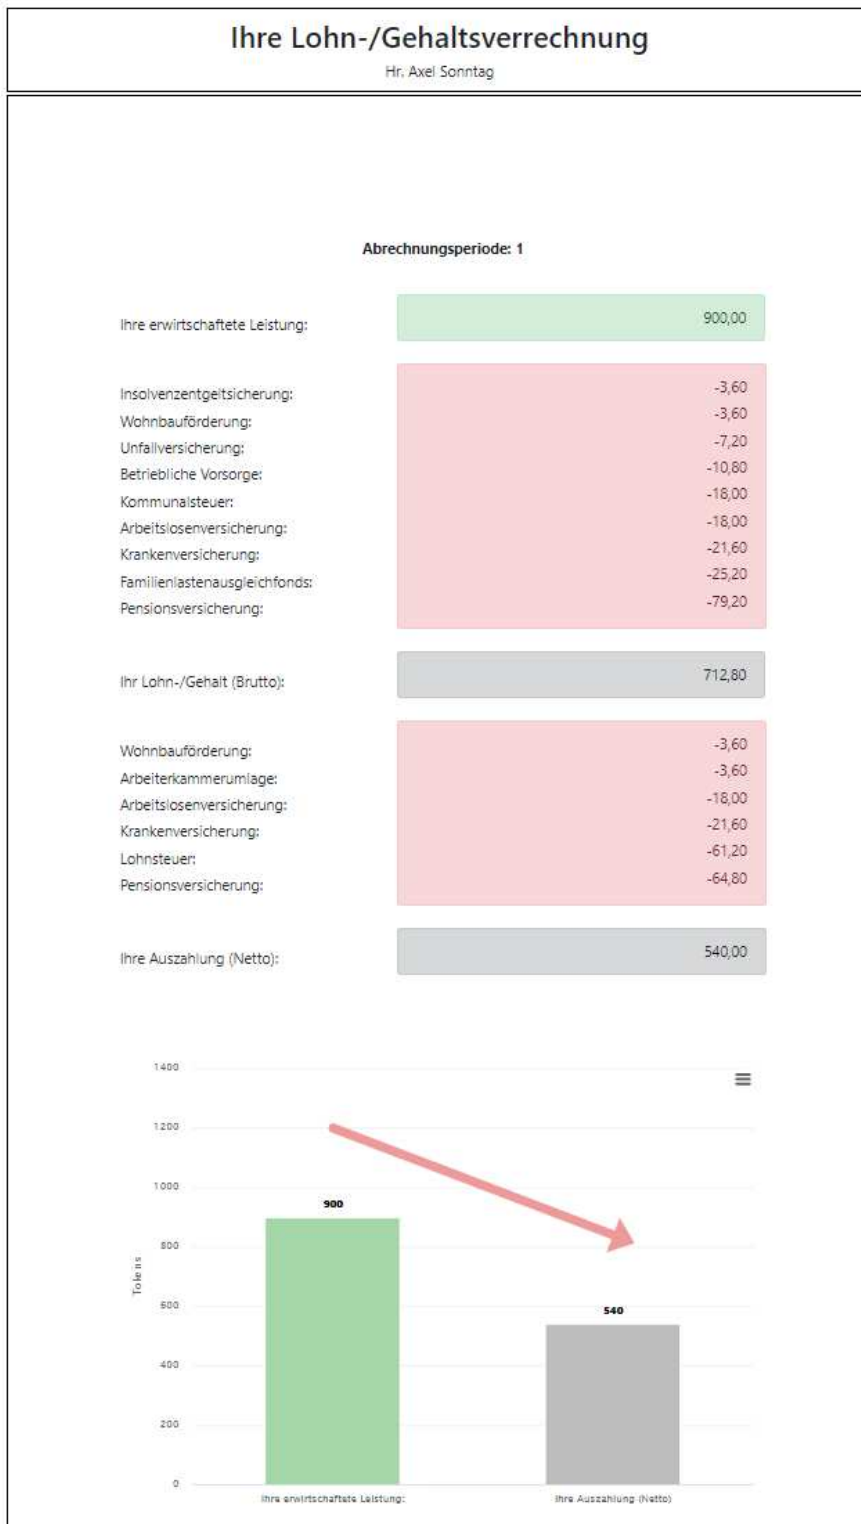 Ihre Lohn-/Gehaltsverrechnung
Hr. Axel Sonntag
Abrechnungsperiode: 1
Ihre erwirtschaftete Leistung: 900,00
Insolvenzentgeltsicherung: -3,60
Wohnbauförderung: -3,60
Unfallversicherung: -7,20
Betriebliche Vorsorge: -10,80
Kommunalsteuer: -18,00
Arbeitslosenversicherung: -18,00
Krankenversicherung: -21,60
Familienlastenausgleichfonds: -25,20
Pensionsversicherung: -79,20
Ihr Lohn-/Gehalt (Brutto): 712,80
Wohnbauförderung: -3,60
Arbeiterkammerumlage: -3,60
Arbeitslosenversicherung: -18,00
Krankenversicherung: -21,60
Lohnsteuer: -61,20
Pensionsversicherung: -64,80
Ihre Auszahlung (Netto): 540,00
1400
1200
1000
900
800
Tokens
600
540
400
200
0
Ihre erwirtschaftete Leistung: Ihre Auszahlung (Netto)